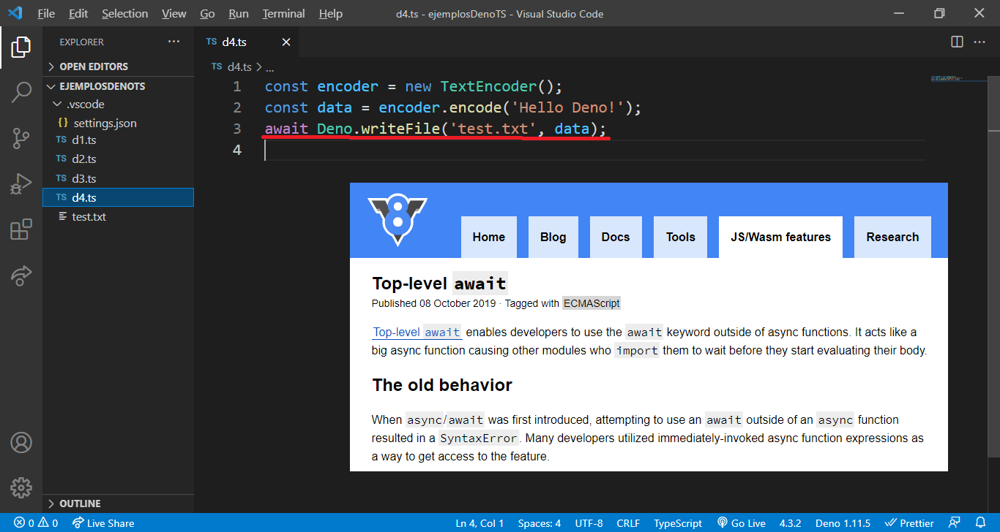 File Edit Selection View Go Run Terminal Help
d4.ts - ejemplosDenoTS - Visual Studio Code
EXPLORER
OPEN EDITORS
EJEMPLOSDENOTS
.vscode
{} settings.json
TS d1.ts
TS d2.ts
TS d3.ts
TS d4.ts
test.txt
OUTLINE
TS d4.ts
TS d4.ts > ...
1 const encoder = new TextEncoder();
2 const data = encoder.encode('Hello Deno!');
3 await Deno.writeFile('test.txt', data);
4
Home Blog Docs Tools JS/Wasm features Research
Top-level await
Published 08 October 2019 · Tagged with ECMAScript
Top-level await enables developers to use the await keyword outside of async functions. It acts like a
big async function causing other modules who import them to wait before they start evaluating their body.
The old behavior
When async/await was first introduced, attempting to use an await outside of an async function
resulted in a SyntaxError. Many developers utilized immediately-invoked async function expressions as
a way to get access to the feature.
0 0 Live Share Ln 4, Col 1 Spaces: 4 UTF-8 CRLF TypeScript Go Live 4.3.2 Deno 1.11.5 Prettier